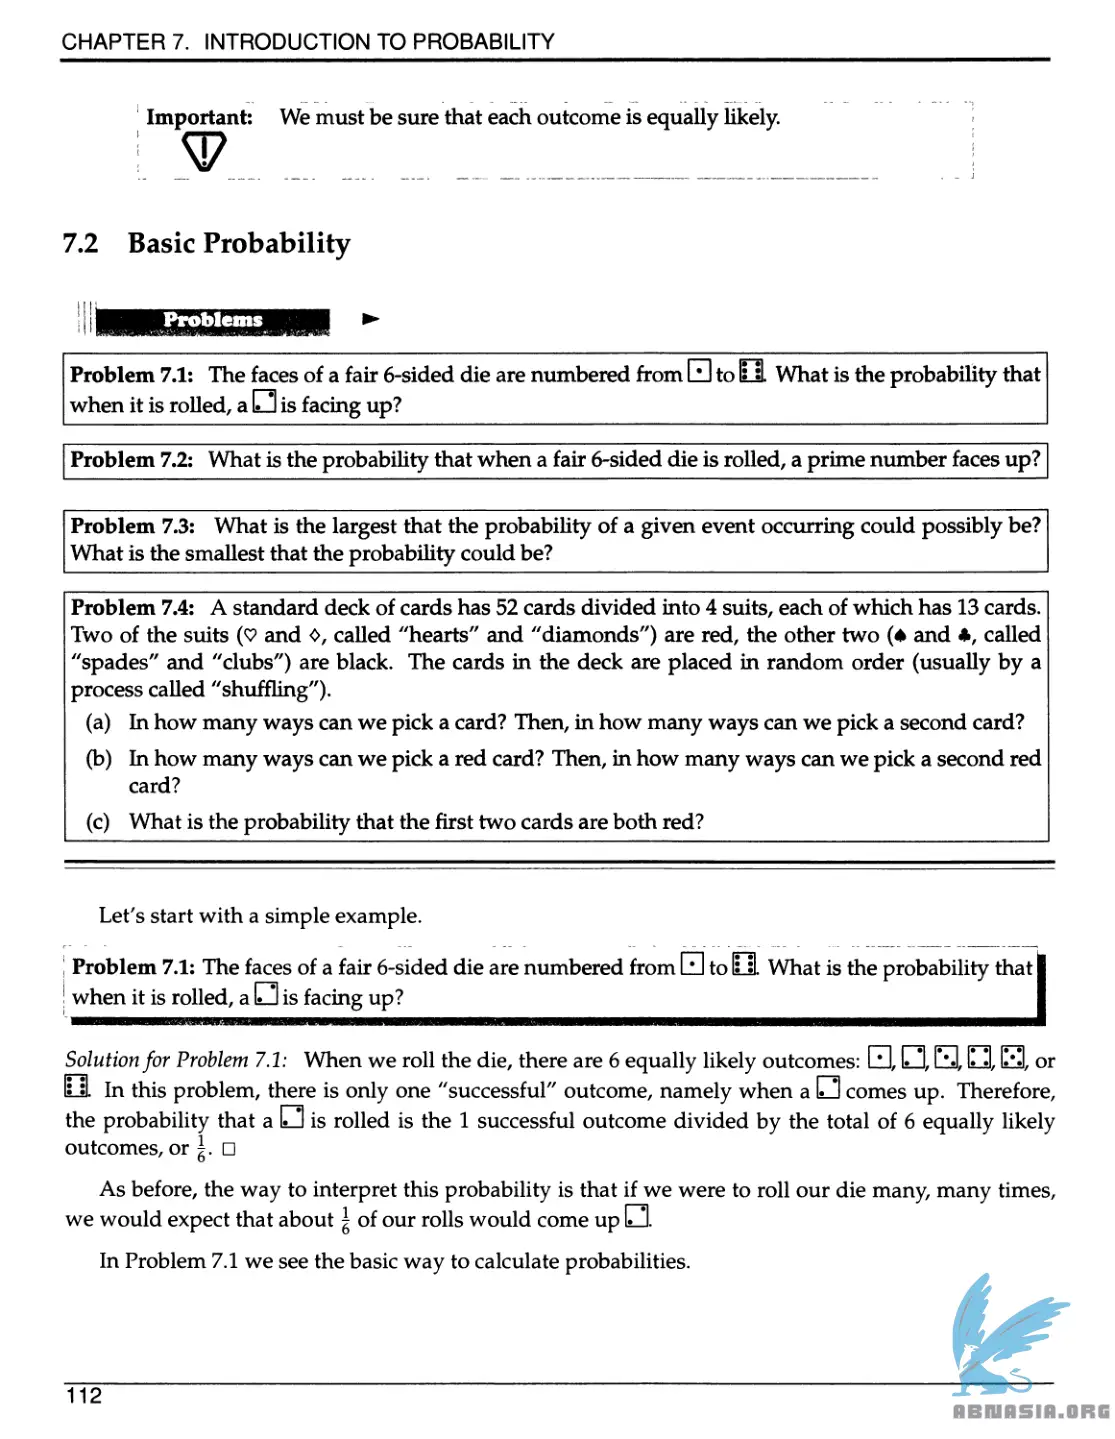 CHAPTER 7. INTRODUCTION TO PROBABILITY
Important: We must be sure that each outcome is equally likely.
7.2 Basic Probability
Problems
Problem 7.1: The faces of a fair 6-sided die are numbered from ⚀ to ⚅. What is the probability that
when it is rolled, a ⚁ is facing up?
Problem 7.2: What is the probability that when a fair 6-sided die is rolled, a prime number faces up?
Problem 7.3: What is the largest that the probability of a given event occurring could possibly be?
What is the smallest that the probability could be?
Problem 7.4: A standard deck of cards has 52 cards divided into 4 suits, each of which has 13 cards.
Two of the suits (♡ and ♢, called "hearts" and "diamonds") are red, the other two (♠ and ♣, called
"spades" and "clubs") are black. The cards in the deck are placed in random order (usually by a
process called "shuffling").
(a) In how many ways can we pick a card? Then, in how many ways can we pick a second card?
(b) In how many ways can we pick a red card? Then, in how many ways can we pick a second red
card?
(c) What is the probability that the first two cards are both red?
Let's start with a simple example.
Problem 7.1: The faces of a fair 6-sided die are numbered from ⚀ to ⚅. What is the probability that
when it is rolled, a ⚁ is facing up?
Solution for Problem 7.1: When we roll the die, there are 6 equally likely outcomes: ⚀, ⚁, ⚂, ⚃, ⚄, or
⚅. In this problem, there is only one "successful" outcome, namely when a ⚁ comes up. Therefore,
the probability that a ⚁ is rolled is the 1 successful outcome divided by the total of 6 equally likely
outcomes, or 1/6. □
As before, the way to interpret this probability is that if we were to roll our die many, many times,
we would expect that about 1/6 of our rolls would come up ⚁.
In Problem 7.1 we see the basic way to calculate probabilities.
112
ABNASIA.ORG